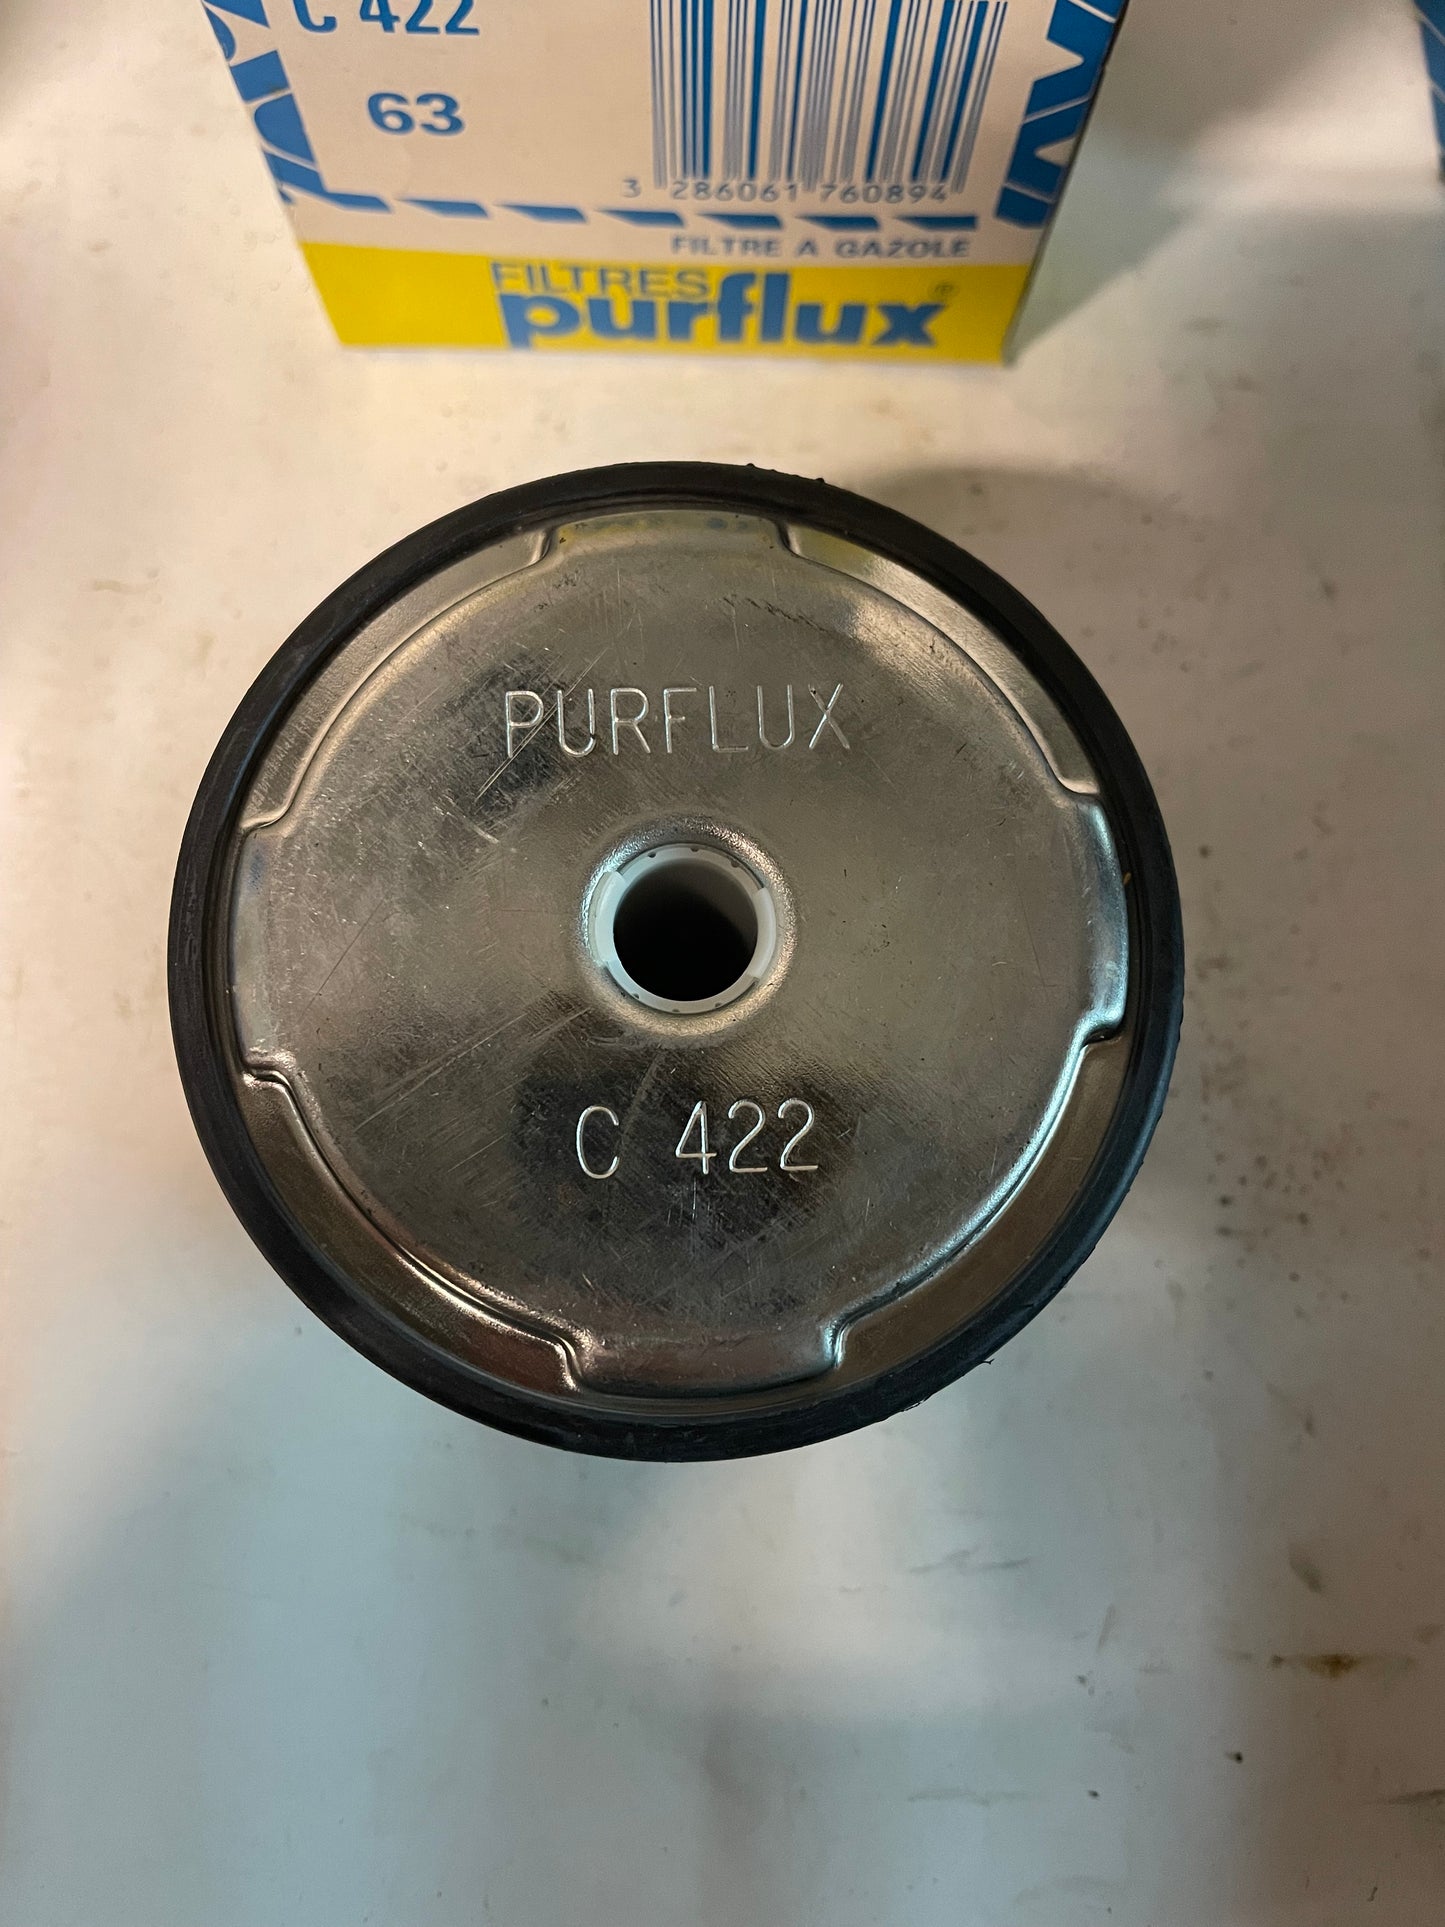 C 422
63
3 286061 760894
FILTRE A GAZOLE
FILTRES
purflux®
PURFLUX
C 422